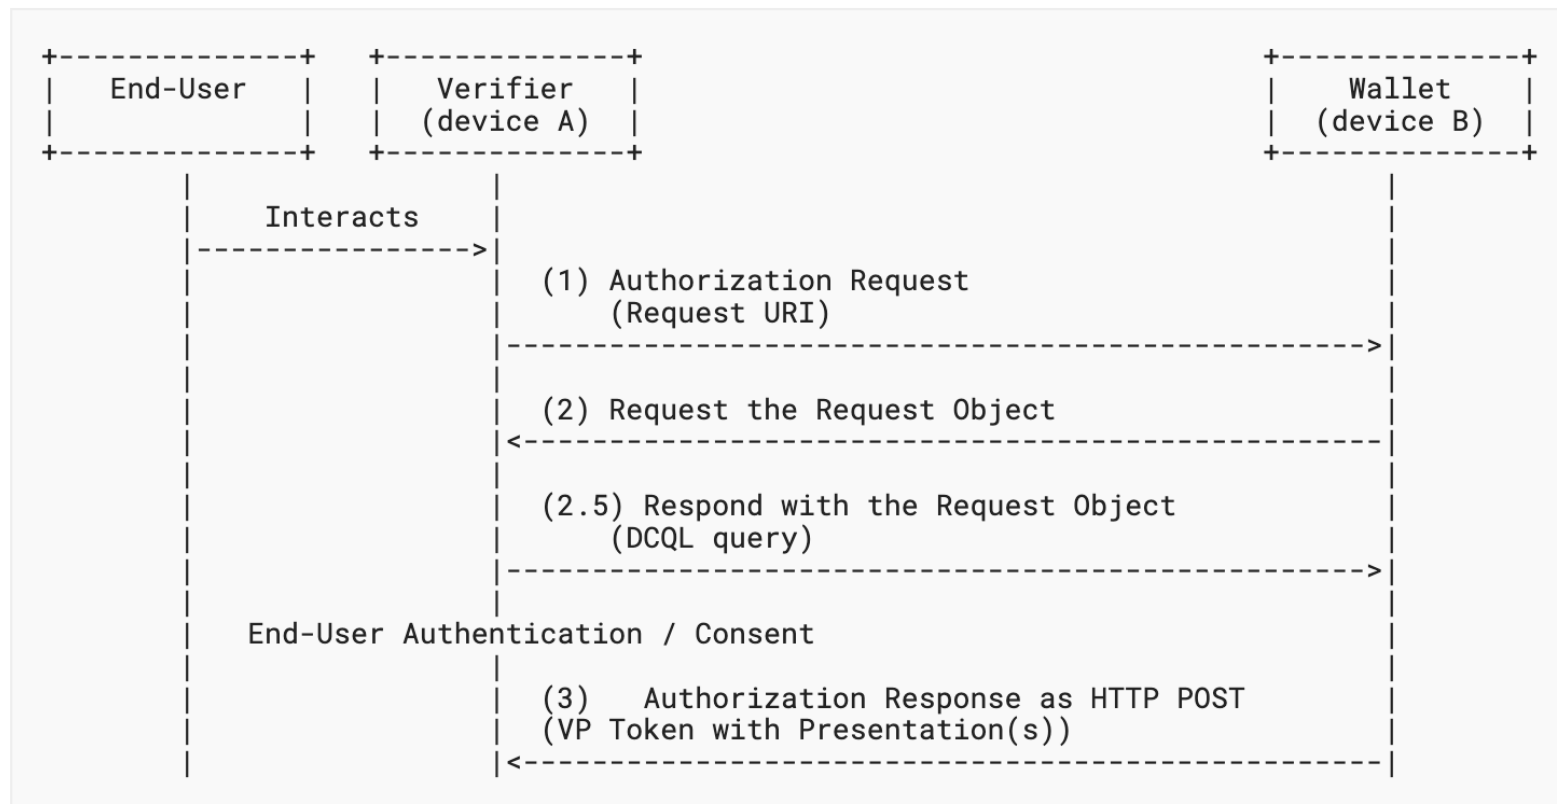 End-User Verifier Wallet
(device A) (device B)
Interacts
(1) Authorization Request
(Request URI)
(2) Request the Request Object
(2.5) Respond with the Request Object
(DCQL query)
End-User Authentication / Consent
(3) Authorization Response as HTTP POST
(VP Token with Presentation(s))